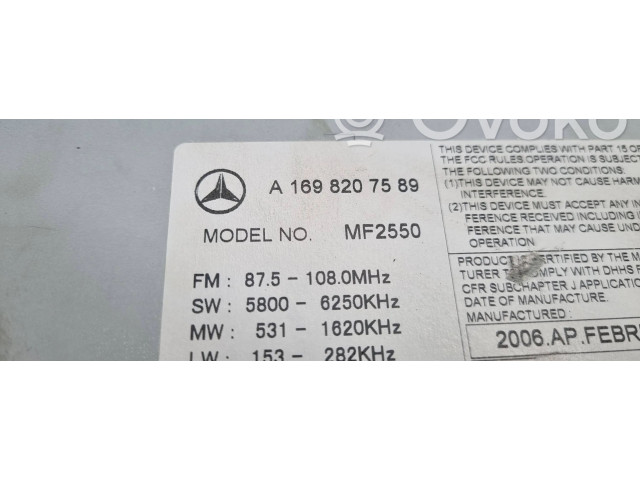 Ovoko
A 169 820 75 89
MODEL NO. MF2550
FM : 87.5 - 108.0MHz
SW : 5800 - 6250KHz
MW : 531 - 1620KHz
LW : 153 - 282KHz
THIS DEVICE COMPLIES WITH PART 15 OF
THE FCC RULES.OPERATION IS SUBJECT
THE FOLLOWING TWO CONDITIONS:
(1)THIS DEVICE MAY NOT CAUSE HARM
INTERFERENCE.
(2)THIS DEVICE MUST ACCEPT ANY IN
FERENCE RECEIVED INCLUDING I
FERENCE THAT MAY CAUSE UND
OPERATION
PRODUCT CERTIFIED BY THE M
TURER TO COMPLY WITH DHHS
CFR SUBCHAPTER J APPLICATI
DATE OF MANUFACTURE.
MANUFACTURED:
2006.AP.FEBR